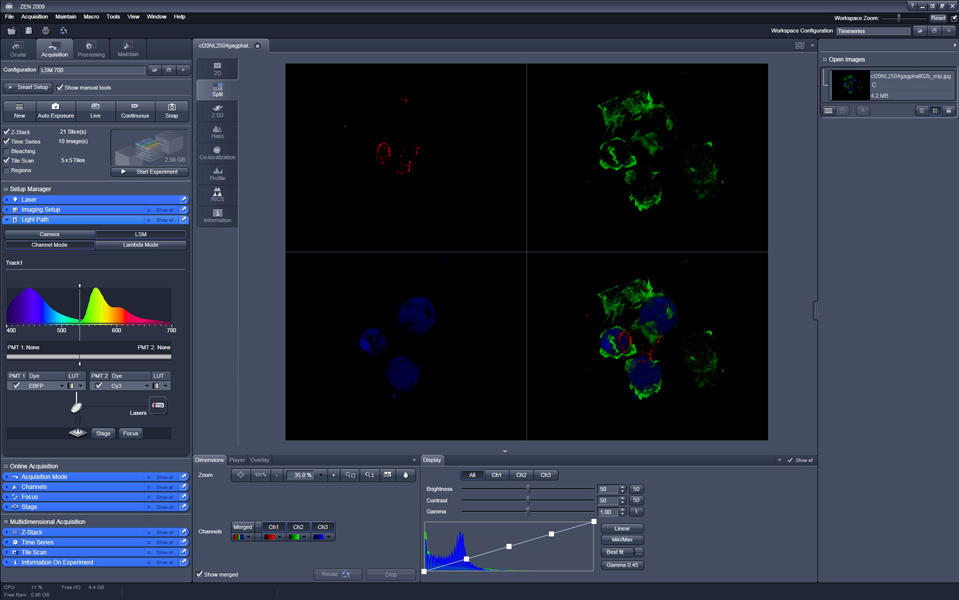 ZEN 2009
File Acquisition Maintain Macro Tools View Window Help
Workspace Zoom: Reset
Workspace Configuration Timeseries
Ocular Acquisition Processing Maintain
Configuration LSM 700
Smart Setup Show manual tools
New Auto Exposure Live Continuous Snap
Z-Stack 21 Slice(s)
Time Series 10 Image(s)
Bleaching
Tile Scan 5 x 5 Tiles
Regions
2.98 GB
Start Experiment
Setup Manager
Laser
Imaging Setup Show all
Light Path Show all
Camera LSM
Channel Mode Lambda Mode
Track1
400 500 600 700
PMT 1: None PMT 2: None
PMT 1 Dye LUT PMT 2 Dye LUT
EBFP Cy3
Lasers
Stage Focus
Online Acquisition
Acquisition Mode Show all
Channels Show all
Focus Show all
Stage Show all
Multidimensional Acquisition
Z-Stack Show all
Time Series Show all
Tile Scan Show all
Information On Experiment Show all
CPU 11 % Free HD 4.4 GB
Free Ram 0.95 GB
cl20NL2504gagphal...
2D
Split
2.5D
Histo
Co-localization
Profile
RICS
Information
Dimensions Player Overlay
Zoom 100% 35.0 %
Channels Merged Ch1 Ch2 Ch3
Show merged Reuse Crop
Display Show all
All Ch1 Ch2 Ch3
Brightness 50 50
Contrast 50 50
Gamma 1.00 1
Linear
Min/Max
Best fit ...
Gamma 0.45
Open Images
cl20NL2504gagphall02b_mip.jpg
C
4.2 MB